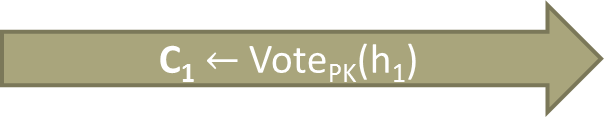 C₁ ← Vote_PK(h₁)